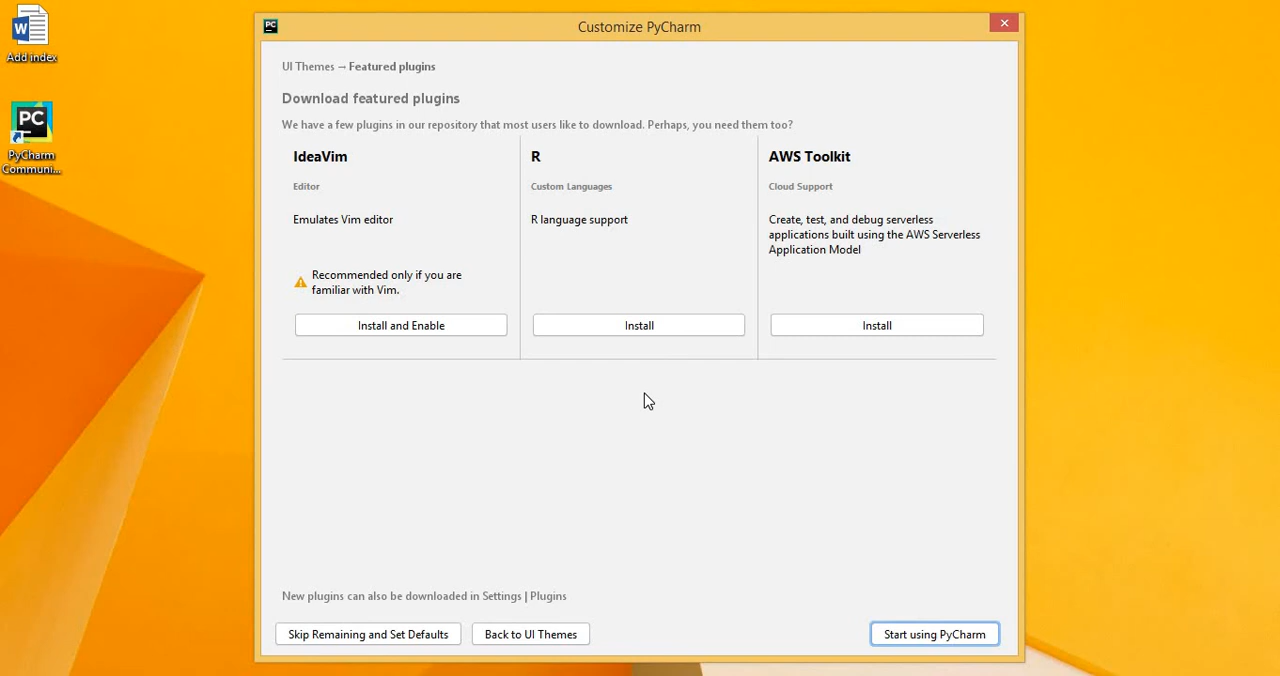 W
Add index
PC
PyCharm
Communi...
PC
Customize PyCharm
UI Themes → Featured plugins
Download featured plugins
We have a few plugins in our repository that most users like to download. Perhaps, you need them too?
IdeaVim
Editor
Emulates Vim editor
Recommended only if you are
familiar with Vim.
Install and Enable
R
Custom Languages
R language support
Install
AWS Toolkit
Cloud Support
Create, test, and debug serverless
applications built using the AWS Serverless
Application Model
Install
New plugins can also be downloaded in Settings | Plugins
Skip Remaining and Set Defaults
Back to UI Themes
Start using PyCharm